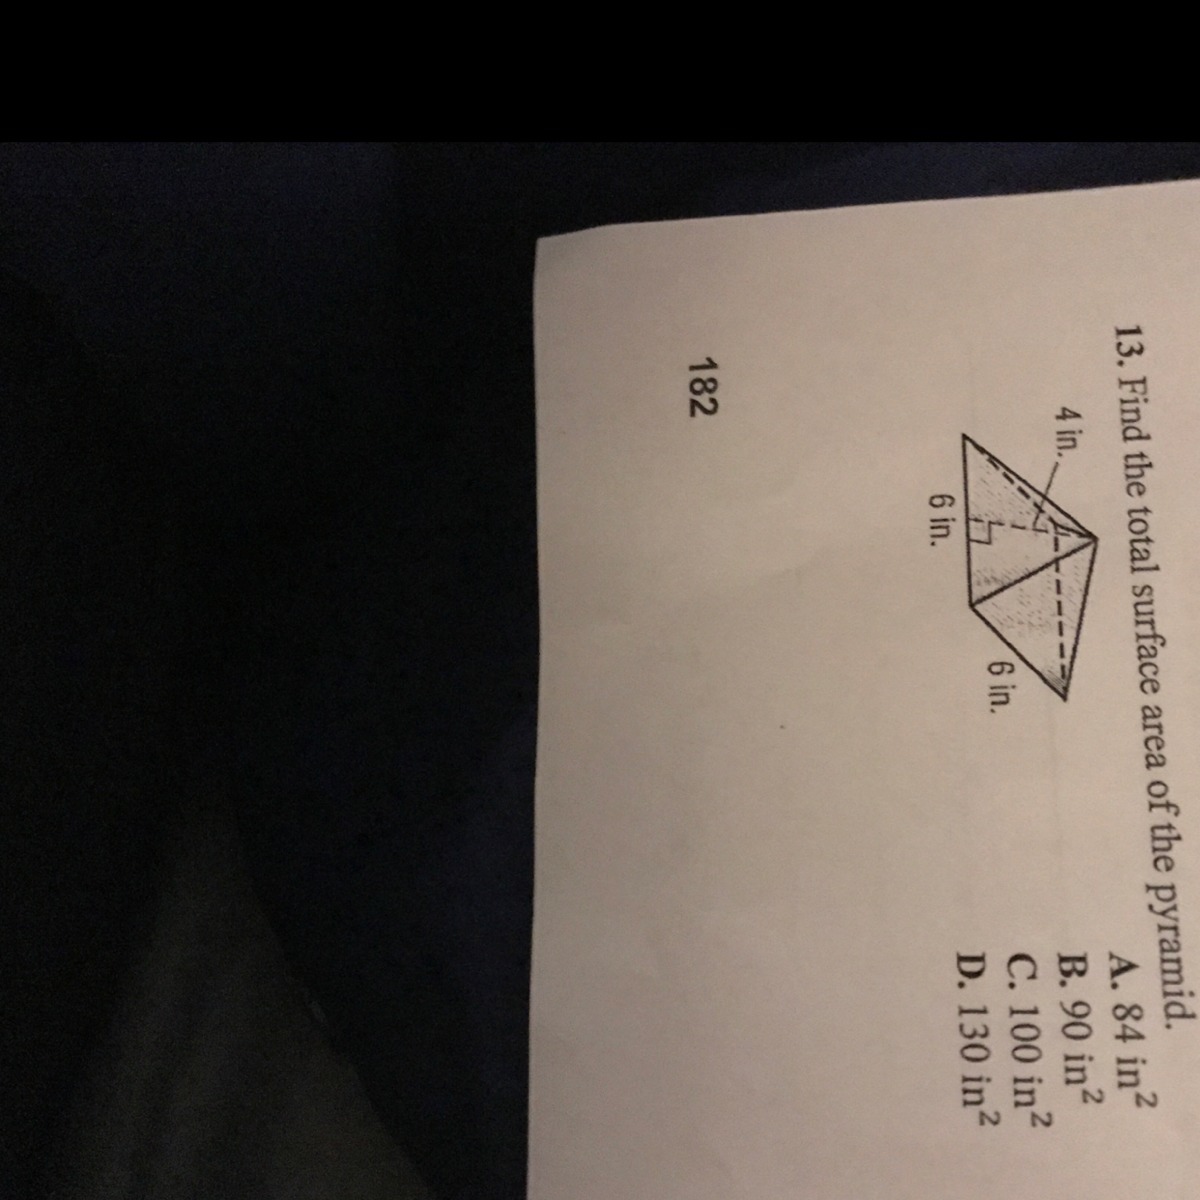 13. Find the total surface area of the pyramid.
4 in.
6 in.
6 in.
A. 84 in²
B. 90 in²
C. 100 in²
D. 130 in²
182